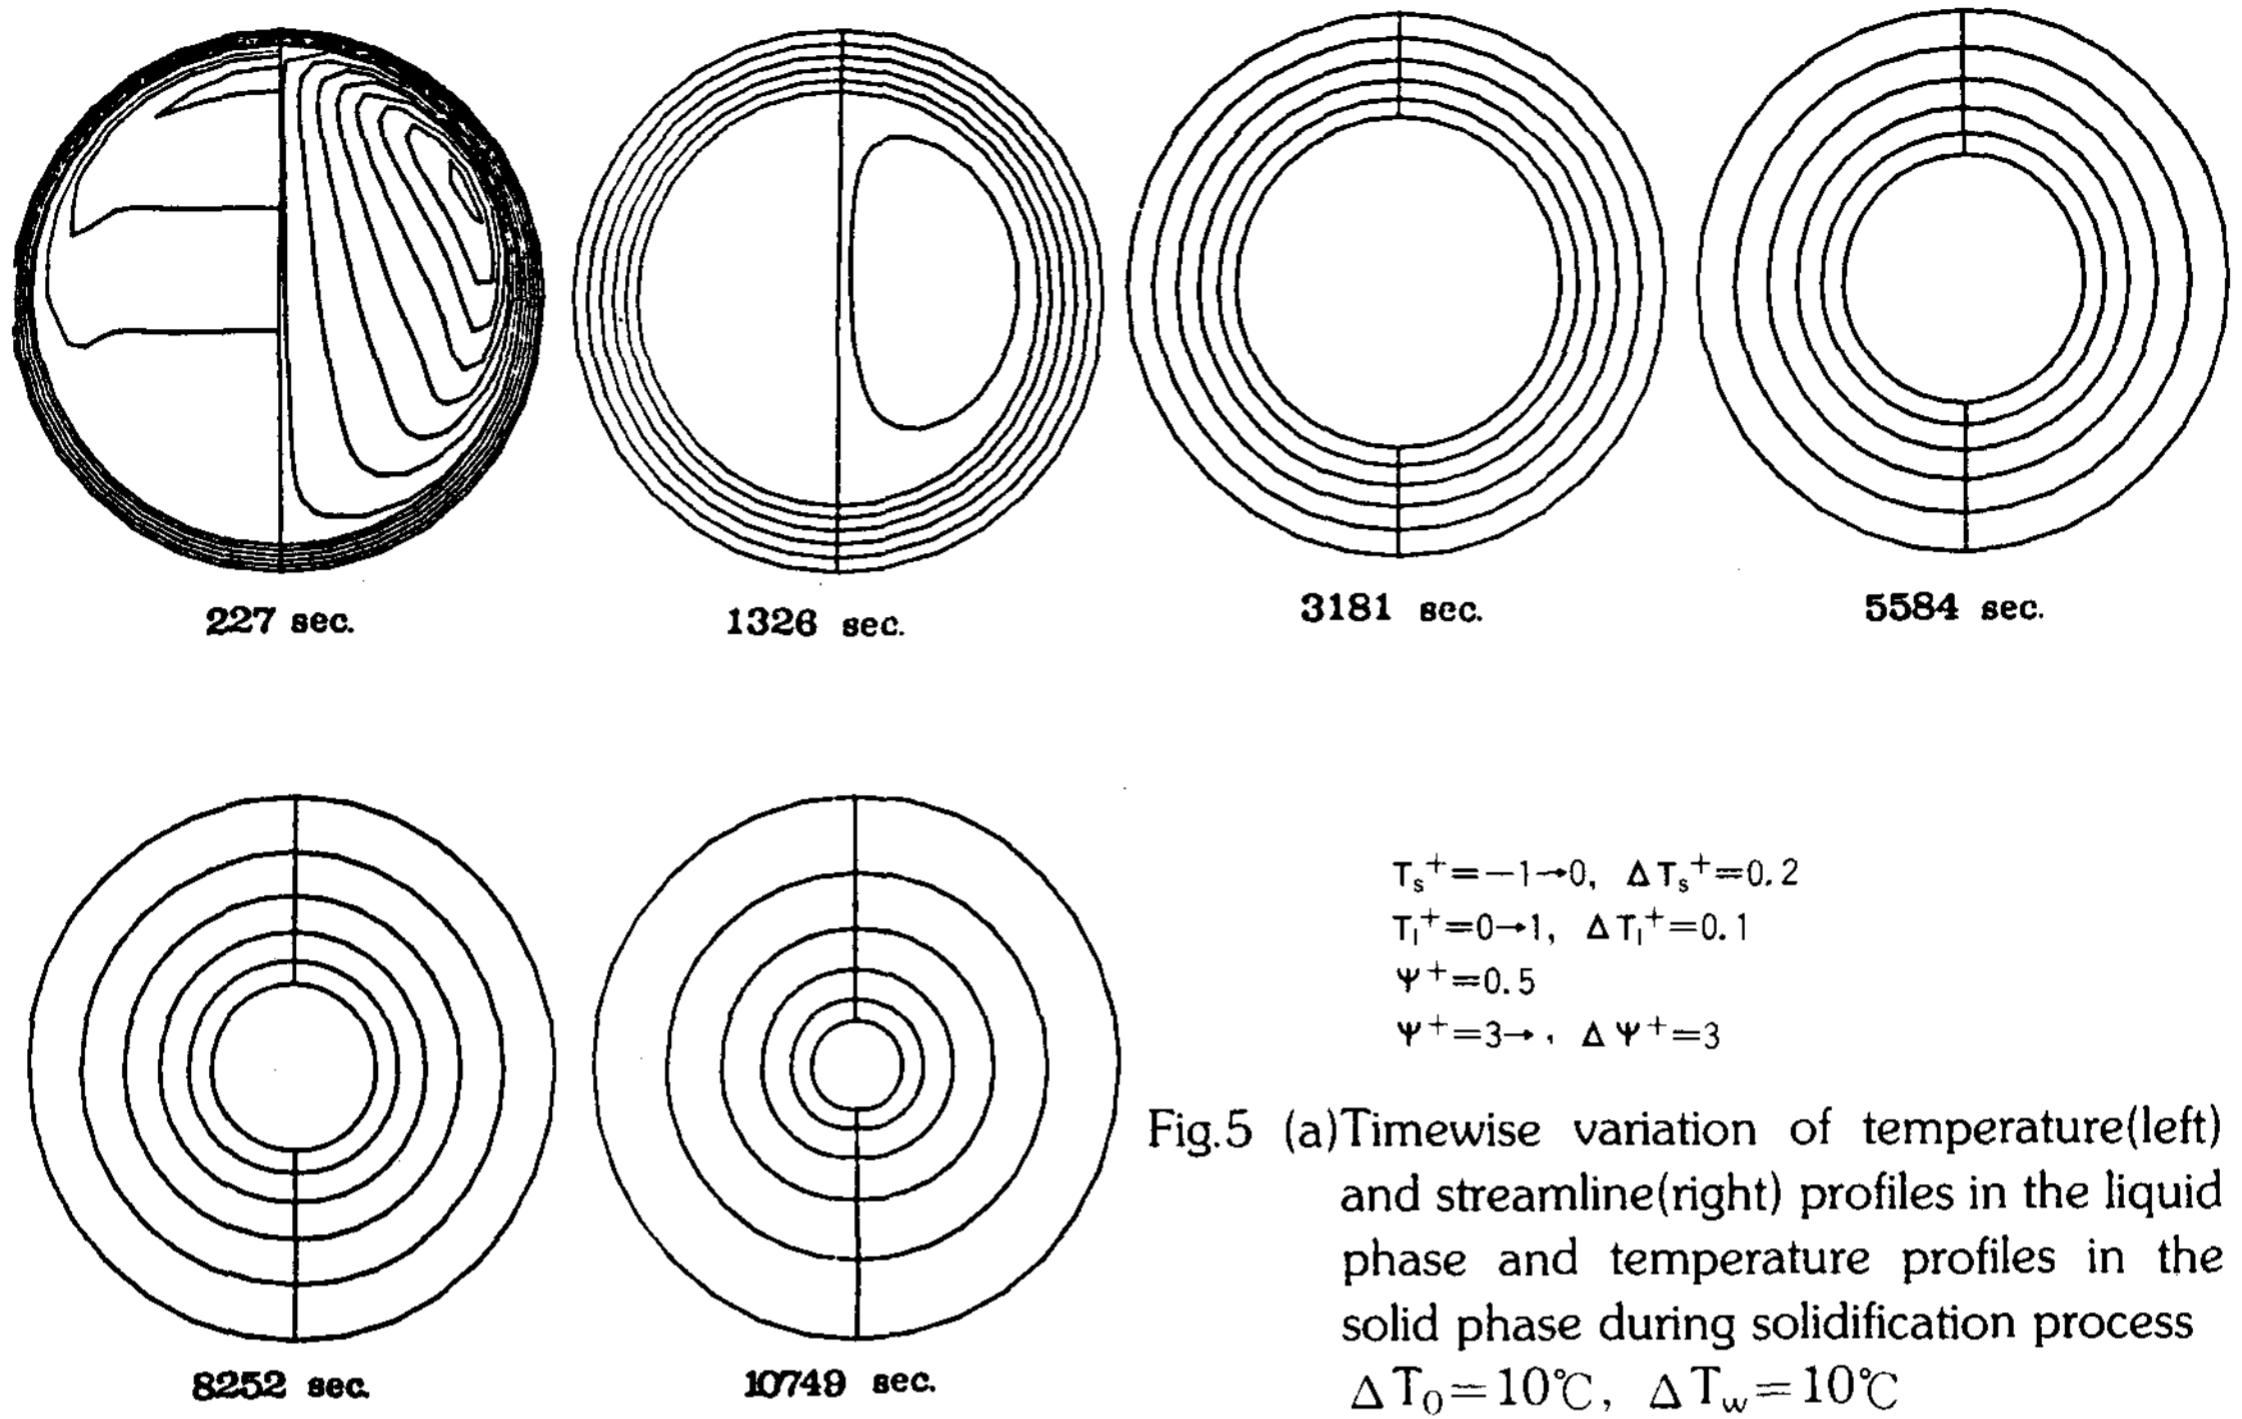 227 sec.
1326 sec.
3181 sec.
5584 sec.
8252 sec.
10749 sec.
Tₛ⁺=−1→0, ΔTₛ⁺=0.2
Tₗ⁺=0→1, ΔTₗ⁺=0.1
Ψ⁺=0.5
Ψ⁺=3→, ΔΨ⁺=3
Fig.5 (a)Timewise variation of temperature(left)
and streamline(right) profiles in the liquid
phase and temperature profiles in the
solid phase during solidification process
ΔT₀=10℃, ΔT_w=10℃